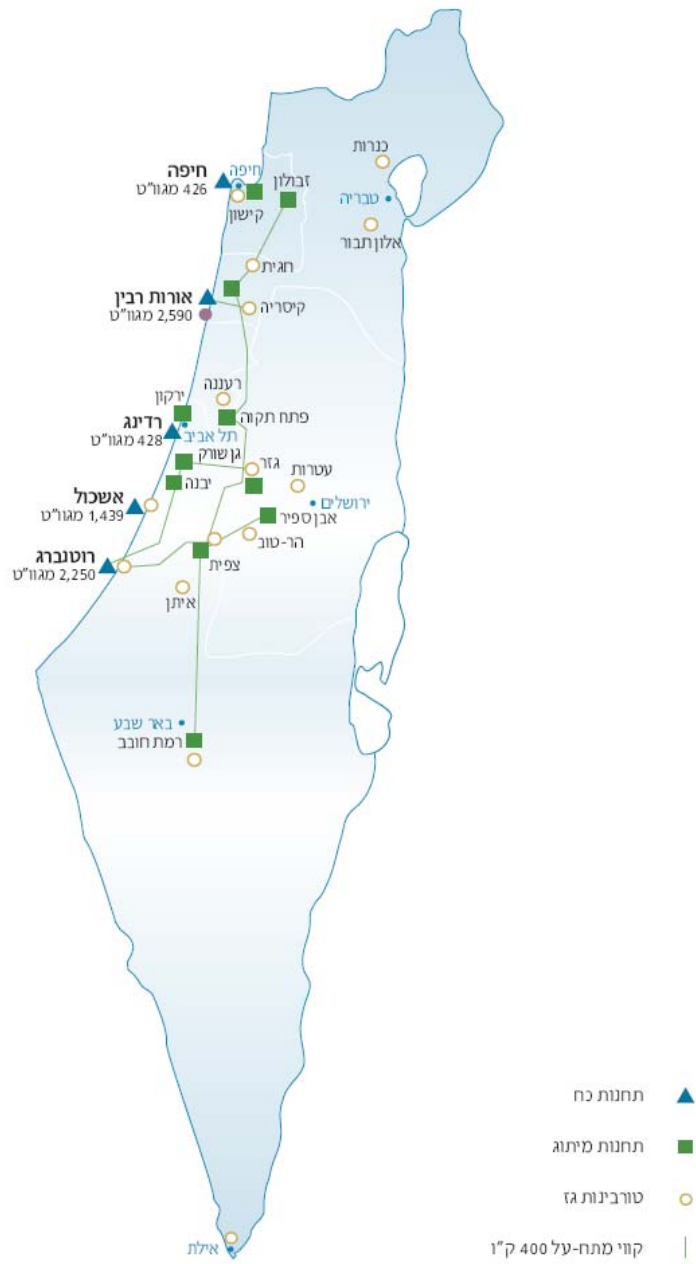 כנרות
חיפה
426 מגוו"ט
חיפה
זבולון
קישון
טבריה
אלון תבור
חגית
אורות רבין
2,590 מגוו"ט
קיסריה
רעננה
ירקון
פתח תקוה
רדינג
428 מגוו"ט
תל אביב
גן שורק
גזר
עטרות
יבנה
אשכול
1,439 מגוו"ט
ירושלים
אבן ספיר
הר-טוב
רוטנברג
2,250 מגוו"ט
צפית
איתן
באר שבע
רמת חובב
תחנות כח
תחנות מיתוג
טורבינות גז
קווי מתח-על 400 ק"ו
אילת